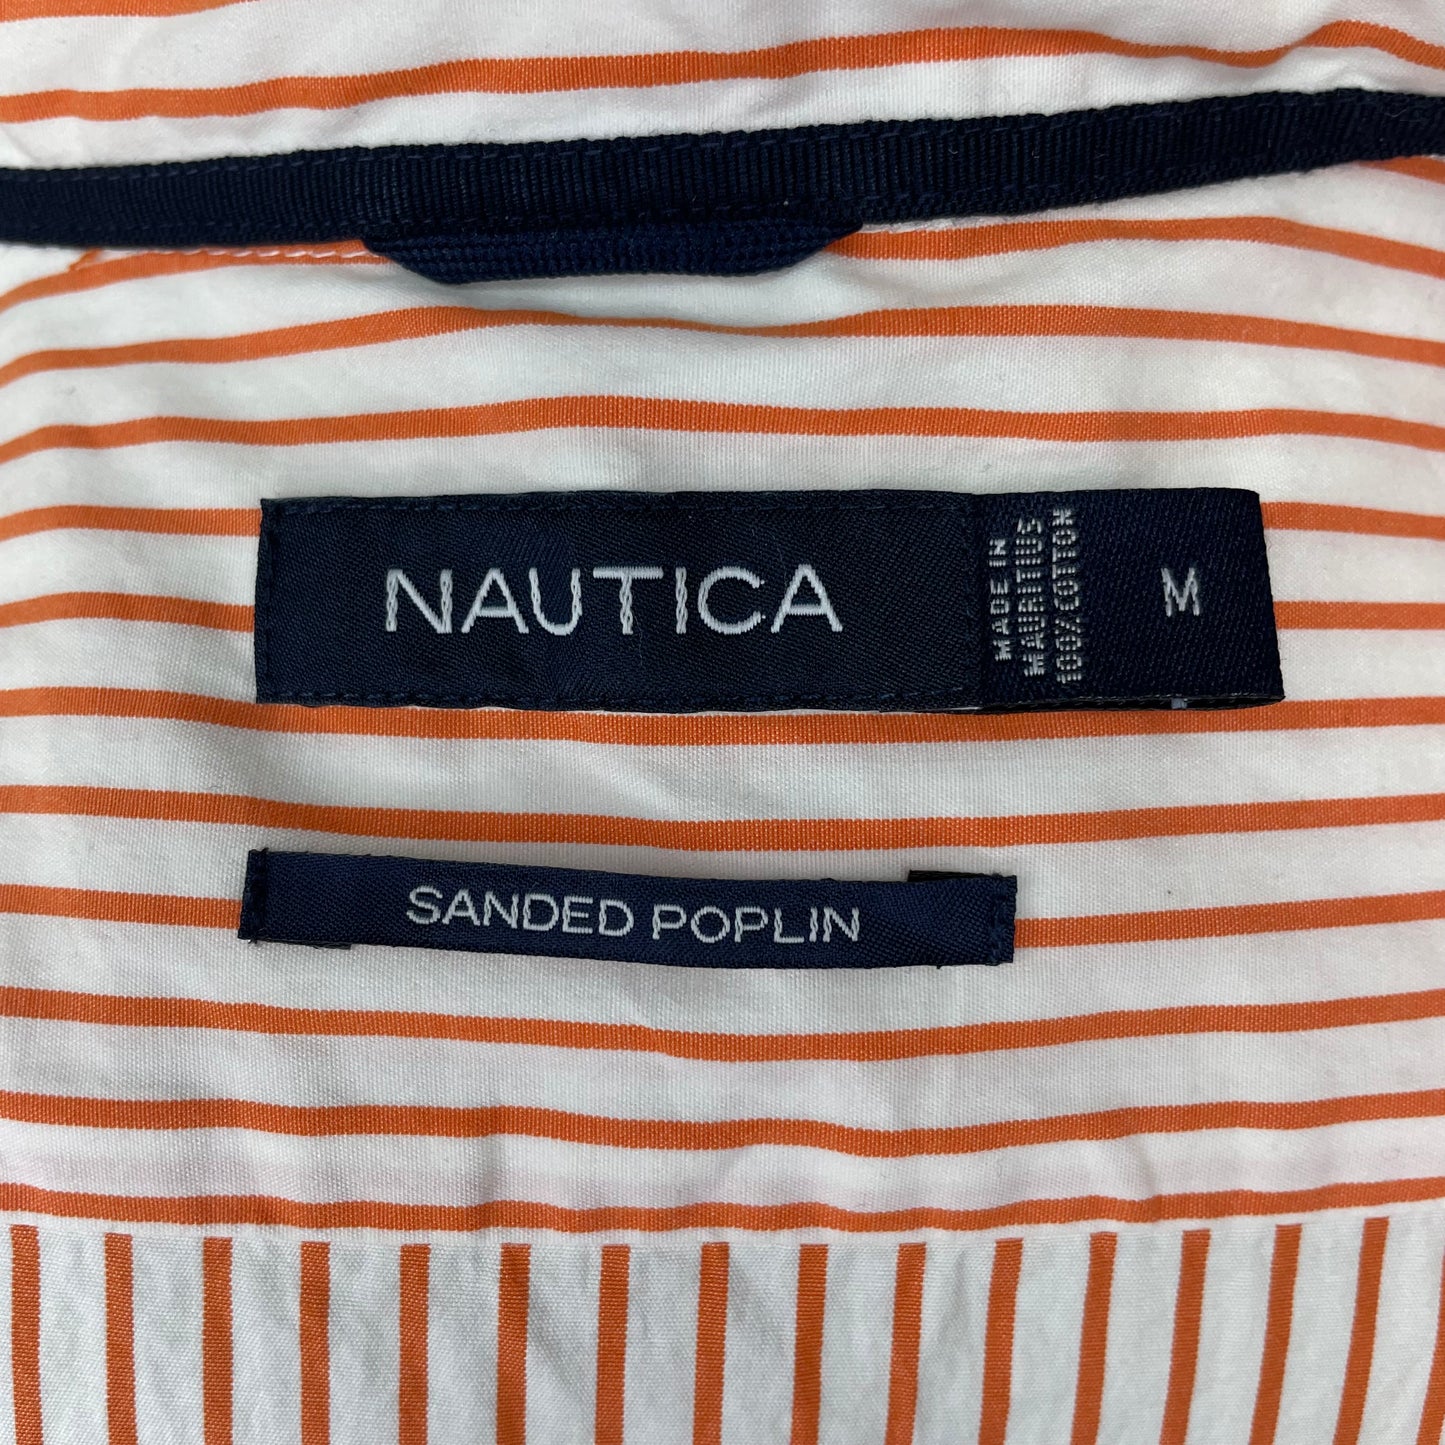 NAUTICA
MADE IN
MAURITIUS
100% COTTON
M
SANDED POPLIN